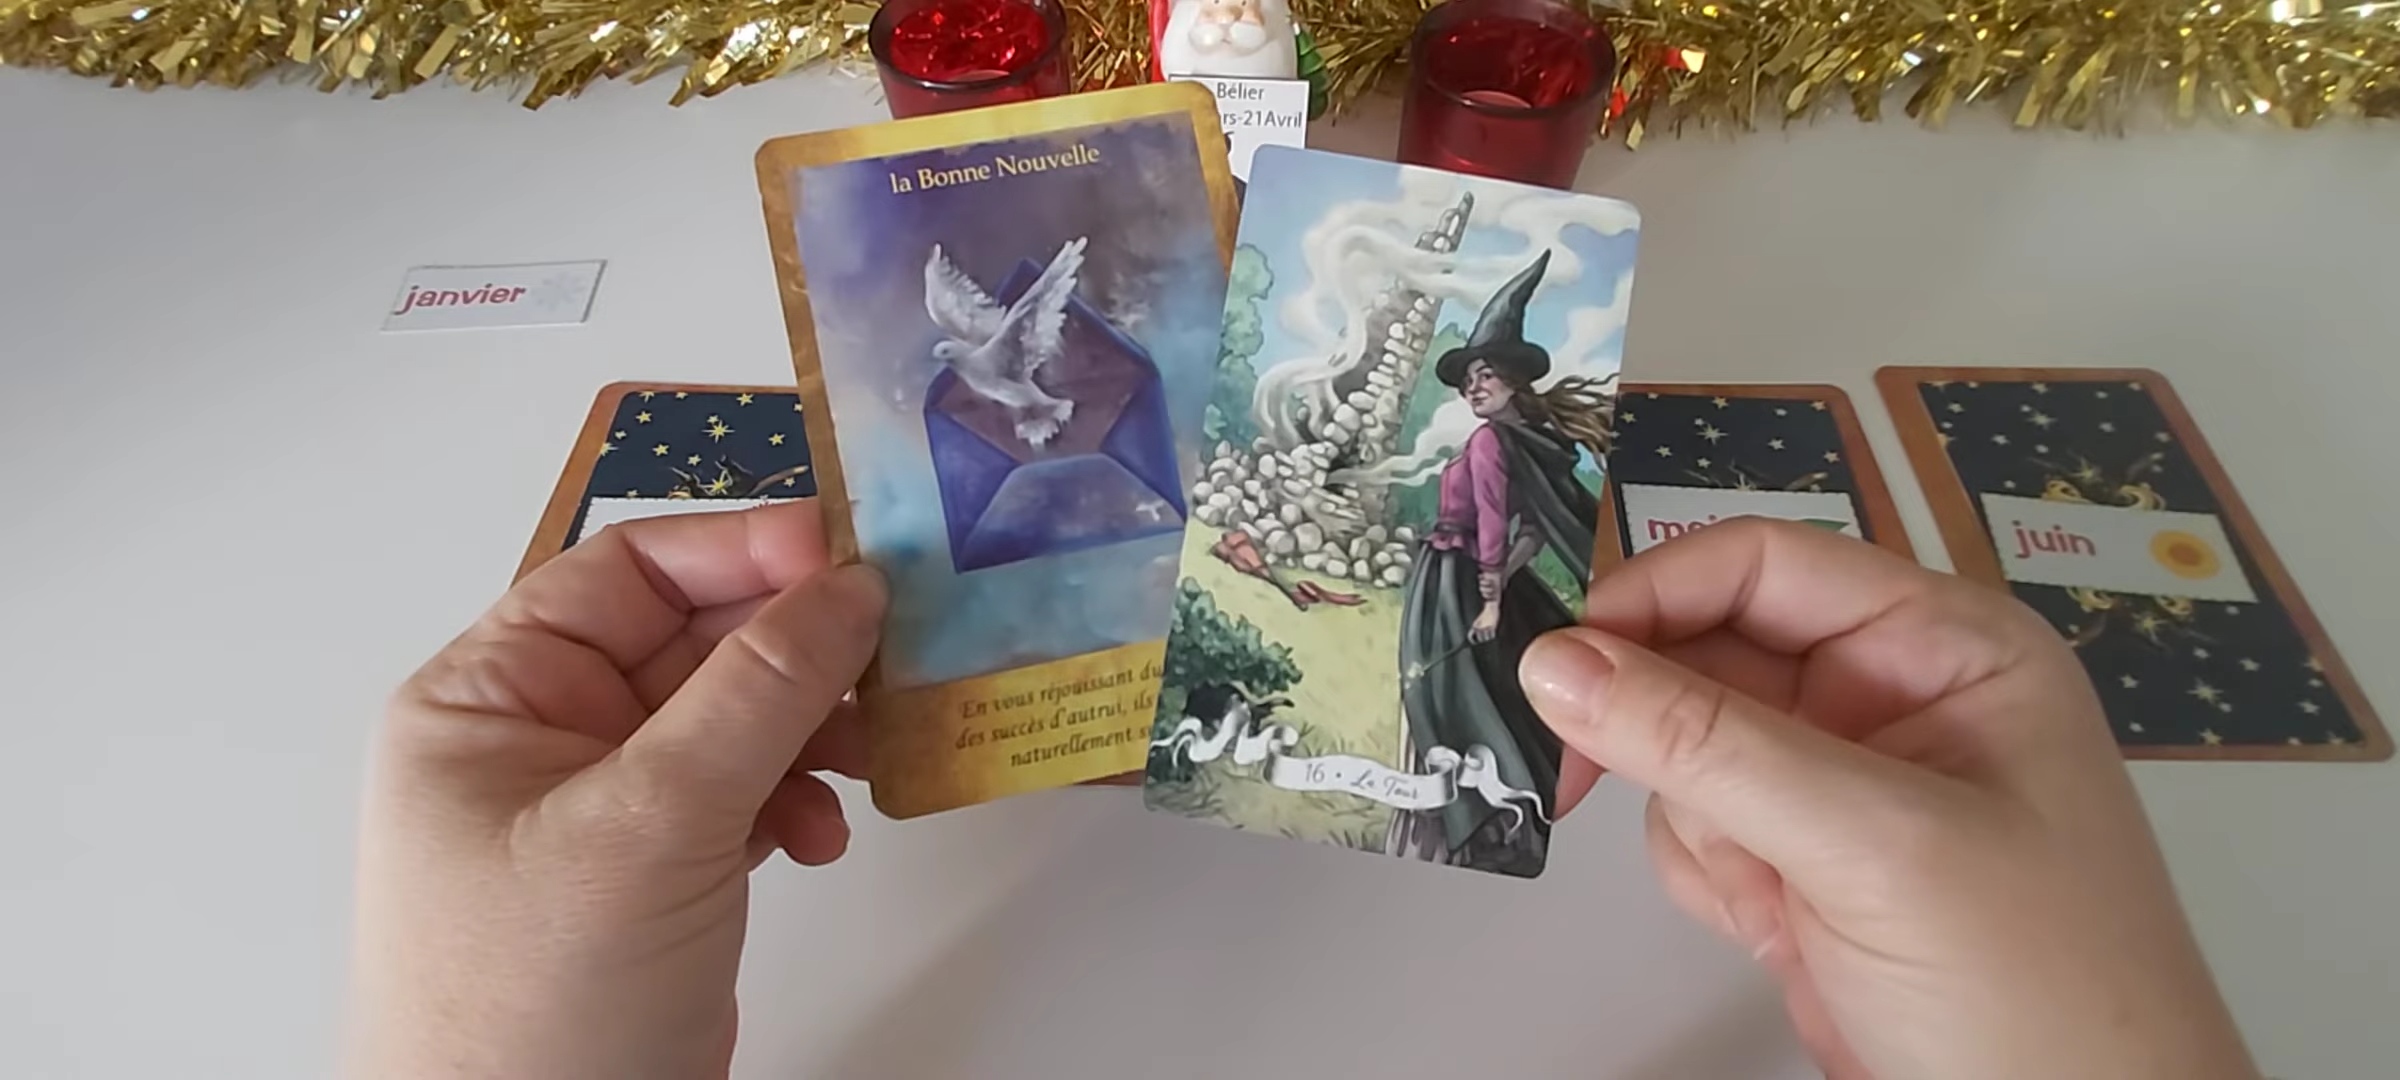 Bélier
rs-21Avril
la Bonne Nouvelle
janvier
juin
En vous réjouissant du
des succès d'autrui, ils
naturellement
16 • La Tour